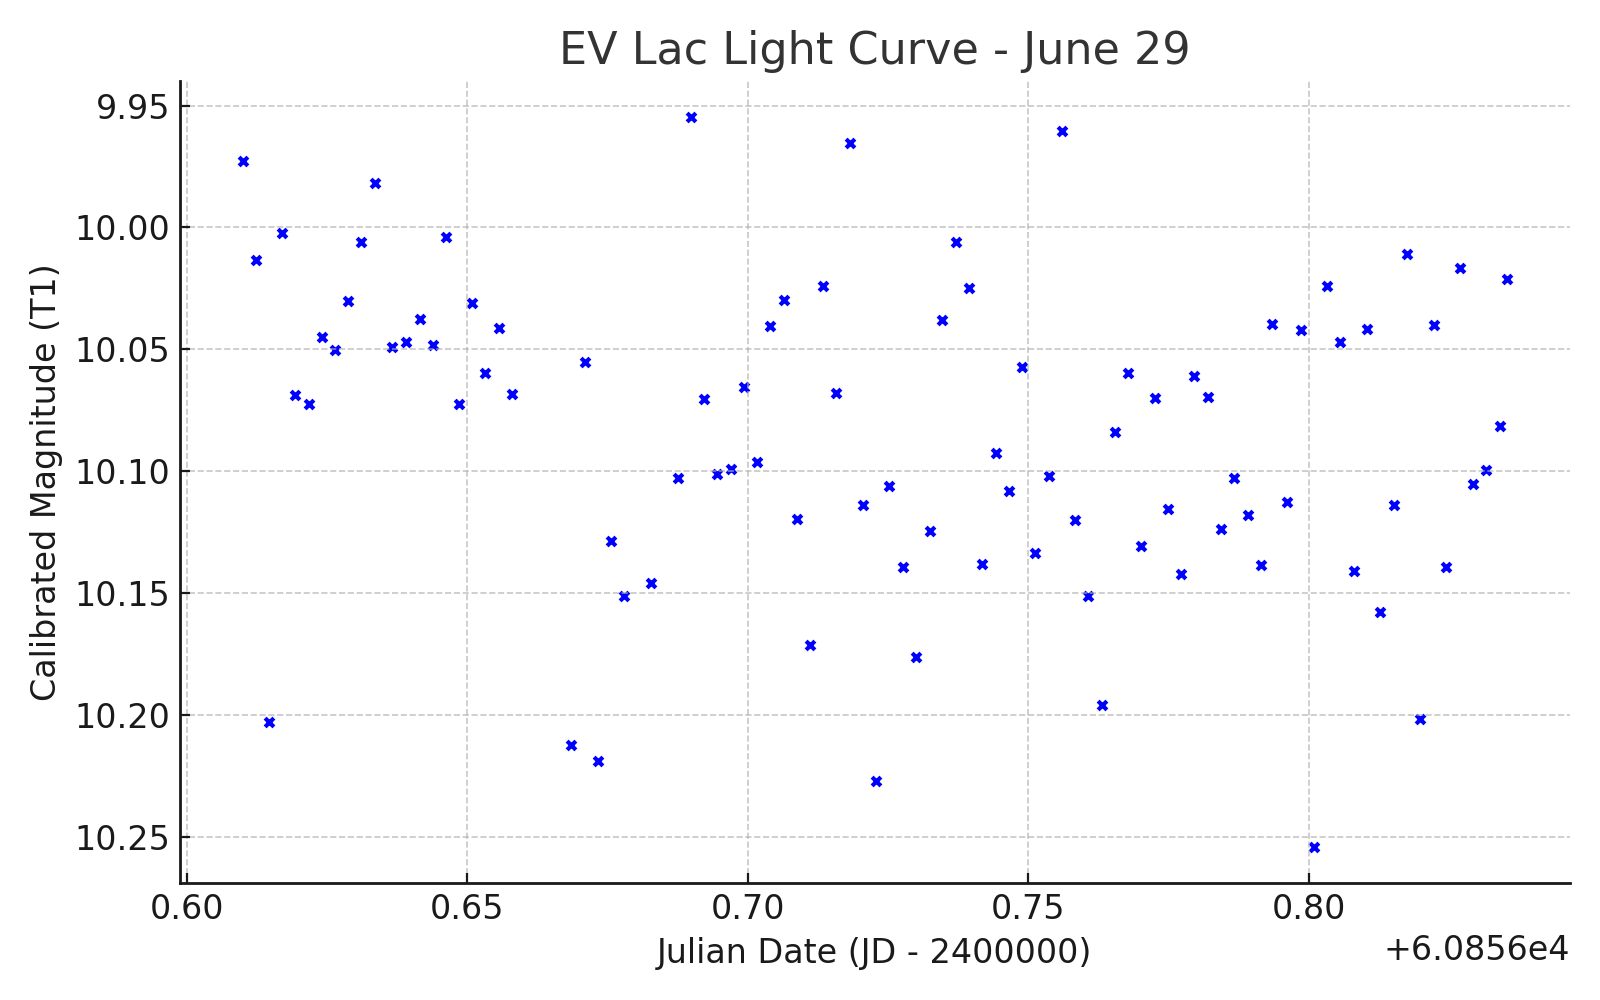 EV Lac Light Curve - June 29
Calibrated Magnitude (T1)
9.95
10.00
10.05
10.10
10.15
10.20
10.25
0.60 0.65 0.70 0.75 0.80
Julian Date (JD - 2400000)
+6.0856e4